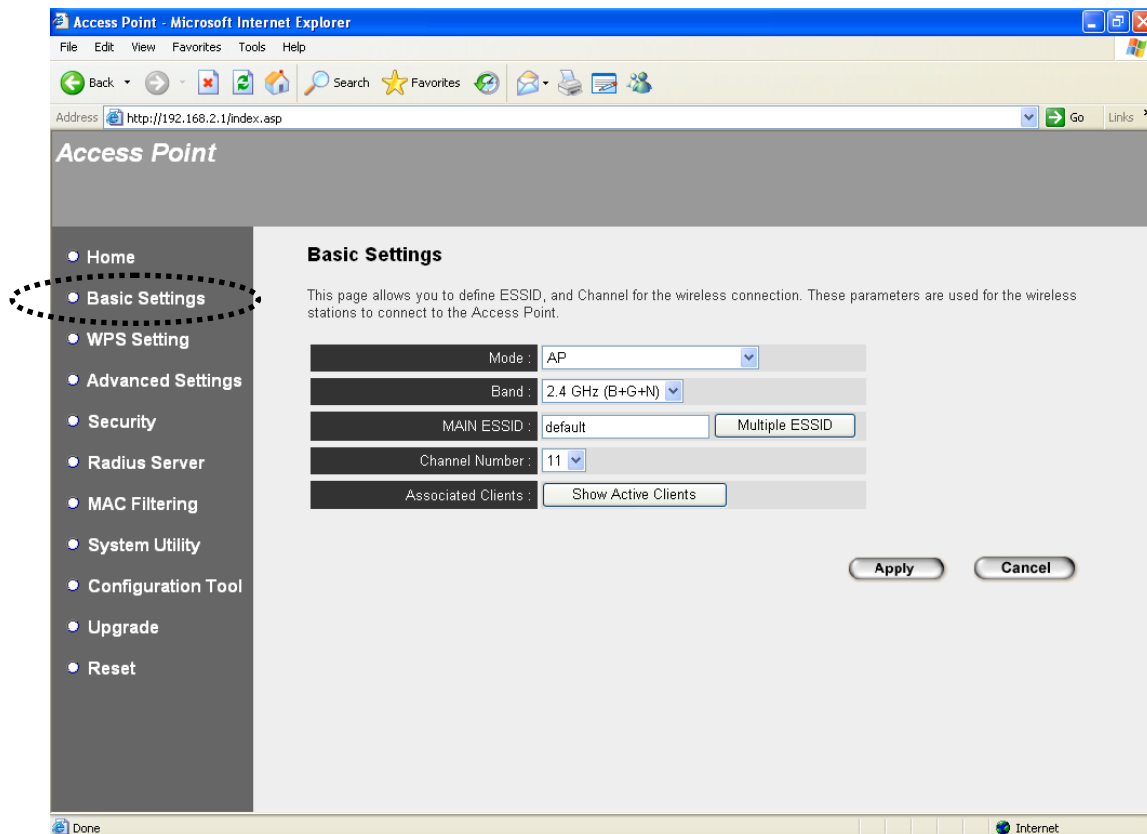 Access Point - Microsoft Internet Explorer
File Edit View Favorites Tools Help
Back Search Favorites
Address http://192.168.2.1/index.asp Go Links
Access Point
Home
Basic Settings
WPS Setting
Advanced Settings
Security
Radius Server
MAC Filtering
System Utility
Configuration Tool
Upgrade
Reset
Basic Settings
This page allows you to define ESSID, and Channel for the wireless connection. These parameters are used for the wireless
stations to connect to the Access Point.
Mode : AP
Band : 2.4 GHz (B+G+N)
MAIN ESSID : default Multiple ESSID
Channel Number : 11
Associated Clients : Show Active Clients
Apply Cancel
Done Internet